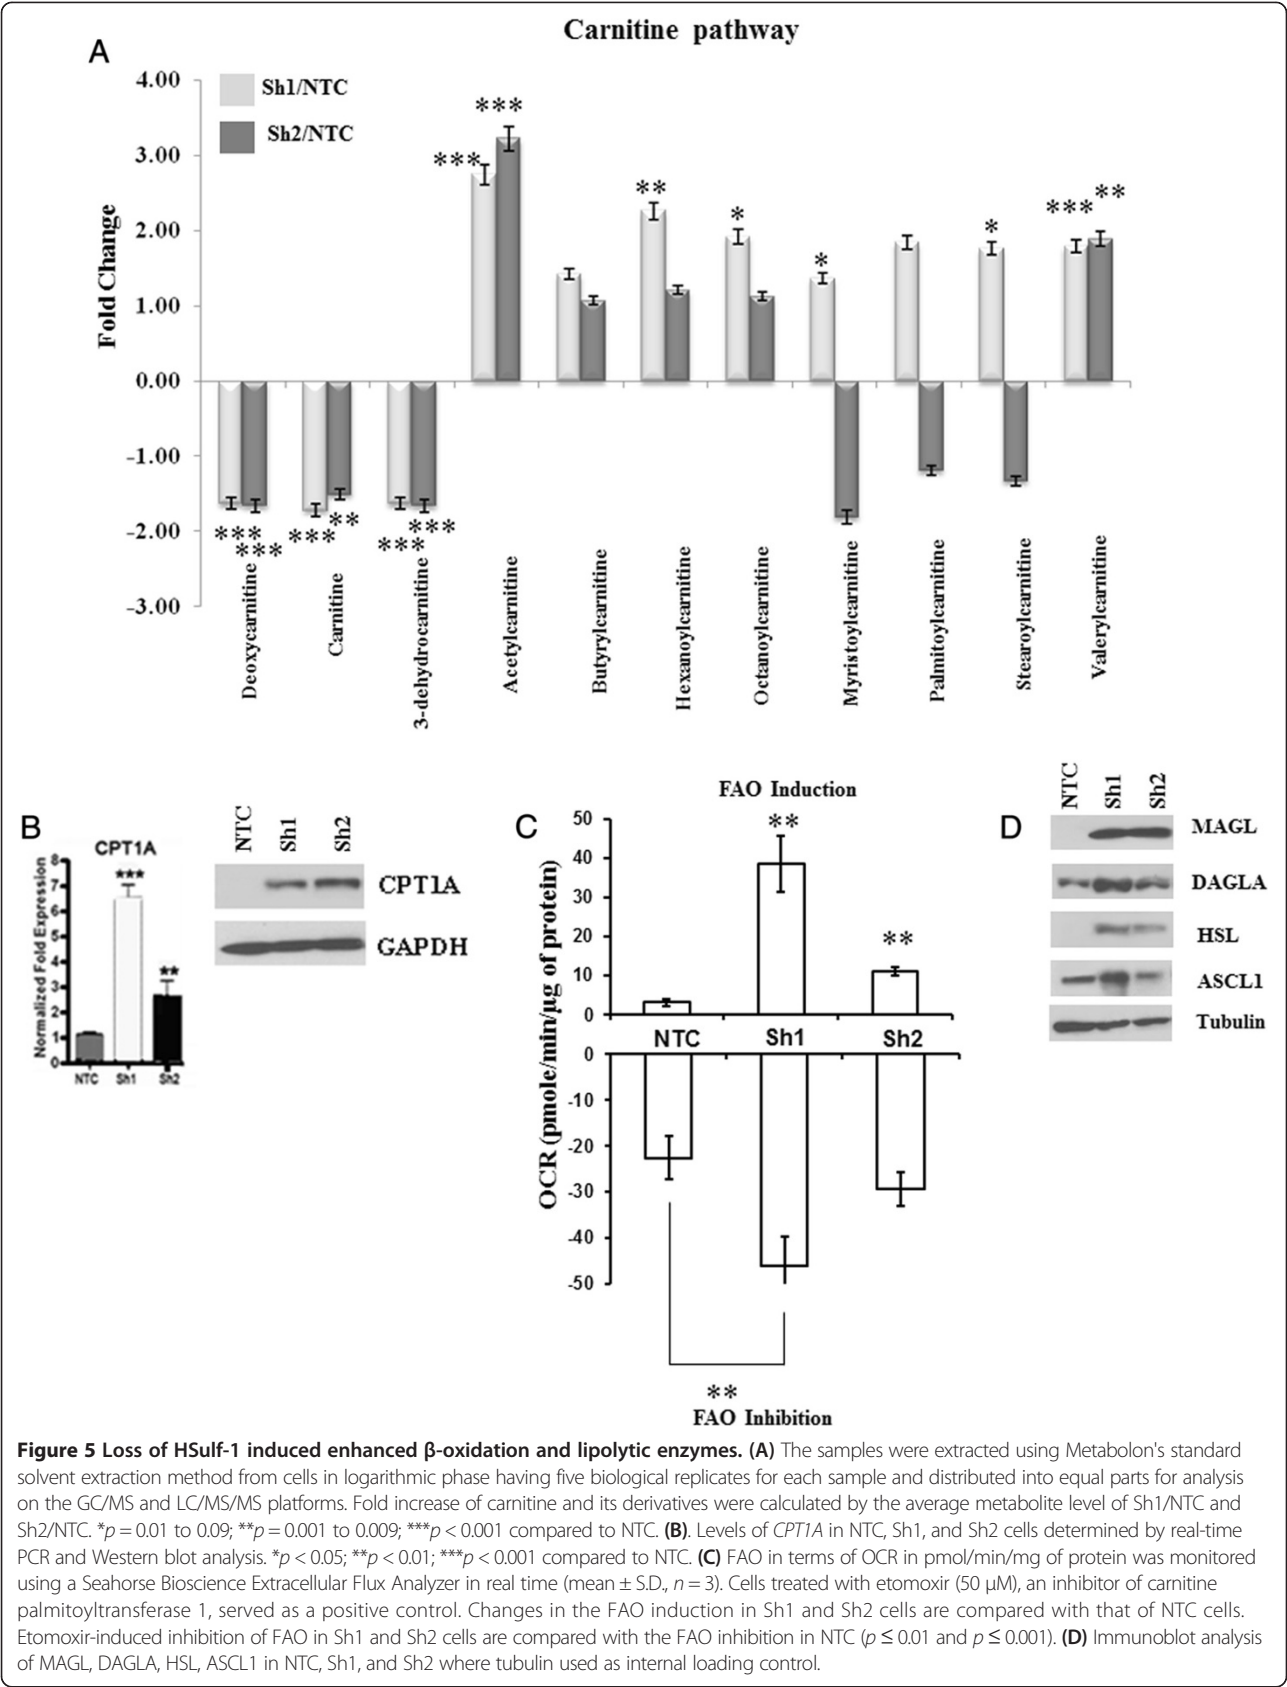 Carnitine pathway
A
Sh1/NTC
Sh2/NTC
Fold Change
4.00
3.00
2.00
1.00
0.00
-1.00
-2.00
-3.00
***
***
**
*
*
*
***
**
***
***
***
**
***
***
Deoxycarnitine
Carnitine
3-dehydrocarnitine
Acetylcarnitine
Butyrylcarnitine
Hexanoylcarnitine
Octanoylcarnitine
Myristoylcarnitine
Palmitoylcarnitine
Stearoylcarnitine
Valerylcarnitine
B
CPT1A
Normalized Fold Expression
8
7
6
5
4
3
2
1
0
***
**
NTC
Sh1
Sh2
NTC
Sh1
Sh2
CPT1A
GAPDH
C
FAO Induction
OCR (pmole/min/µg of protein)
50
40
30
20
10
0
**
**
NTC
Sh1
Sh2
0
-10
-20
-30
-40
-50
**
FAO Inhibition
D
NTC
Sh1
Sh2
MAGL
DAGLA
HSL
ASCL1
Tubulin
Figure 5 Loss of HSulf-1 induced enhanced β-oxidation and lipolytic enzymes. (A) The samples were extracted using Metabolon's standard
solvent extraction method from cells in logarithmic phase having five biological replicates for each sample and distributed into equal parts for analysis
on the GC/MS and LC/MS/MS platforms. Fold increase of carnitine and its derivatives were calculated by the average metabolite level of Sh1/NTC and
Sh2/NTC. *p = 0.01 to 0.09; **p = 0.001 to 0.009; ***p < 0.001 compared to NTC. (B). Levels of CPT1A in NTC, Sh1, and Sh2 cells determined by real-time
PCR and Western blot analysis. *p < 0.05; **p < 0.01; ***p < 0.001 compared to NTC. (C) FAO in terms of OCR in pmol/min/mg of protein was monitored
using a Seahorse Bioscience Extracellular Flux Analyzer in real time (mean ± S.D., n = 3). Cells treated with etomoxir (50 µM), an inhibitor of carnitine
palmitoyltransferase 1, served as a positive control. Changes in the FAO induction in Sh1 and Sh2 cells are compared with that of NTC cells.
Etomoxir-induced inhibition of FAO in Sh1 and Sh2 cells are compared with the FAO inhibition in NTC (p ≤ 0.01 and p ≤ 0.001). (D) Immunoblot analysis
of MAGL, DAGLA, HSL, ASCL1 in NTC, Sh1, and Sh2 where tubulin used as internal loading control.